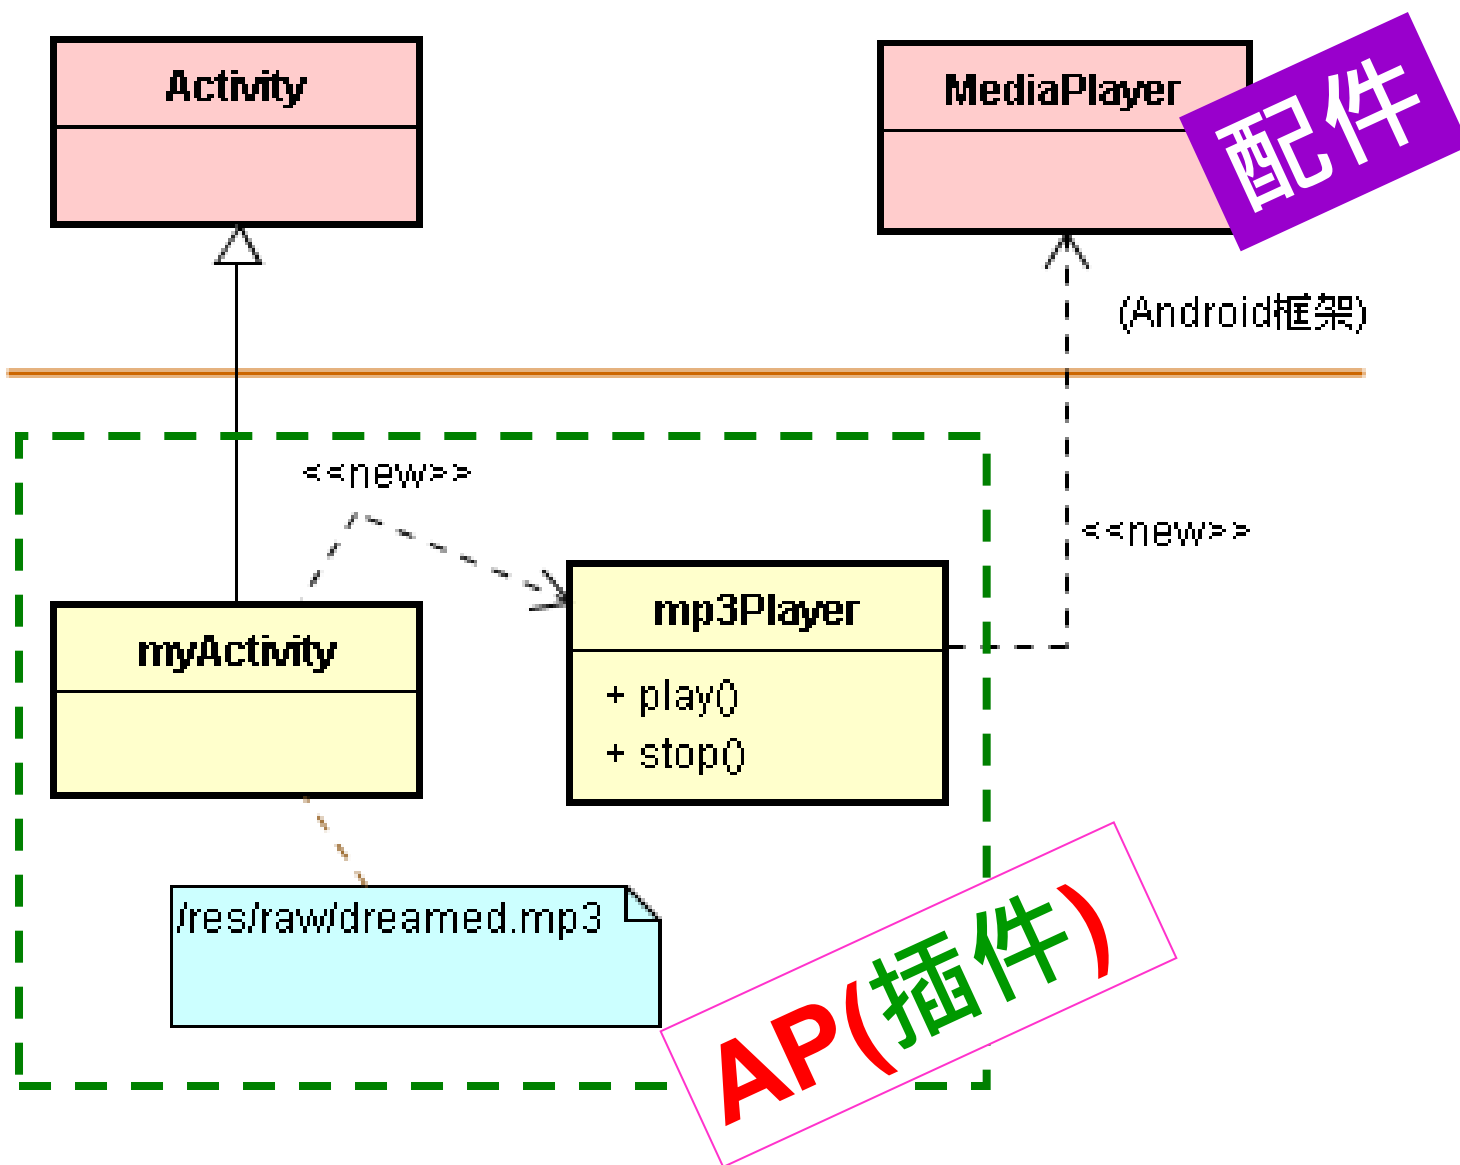 Activity
MediaPlayer
配件
(Android框架)
<<new>>
<<new>>
mp3Player
myActivity
+ play()
+ stop()
/res/raw/dreamed.mp3
AP(插件)